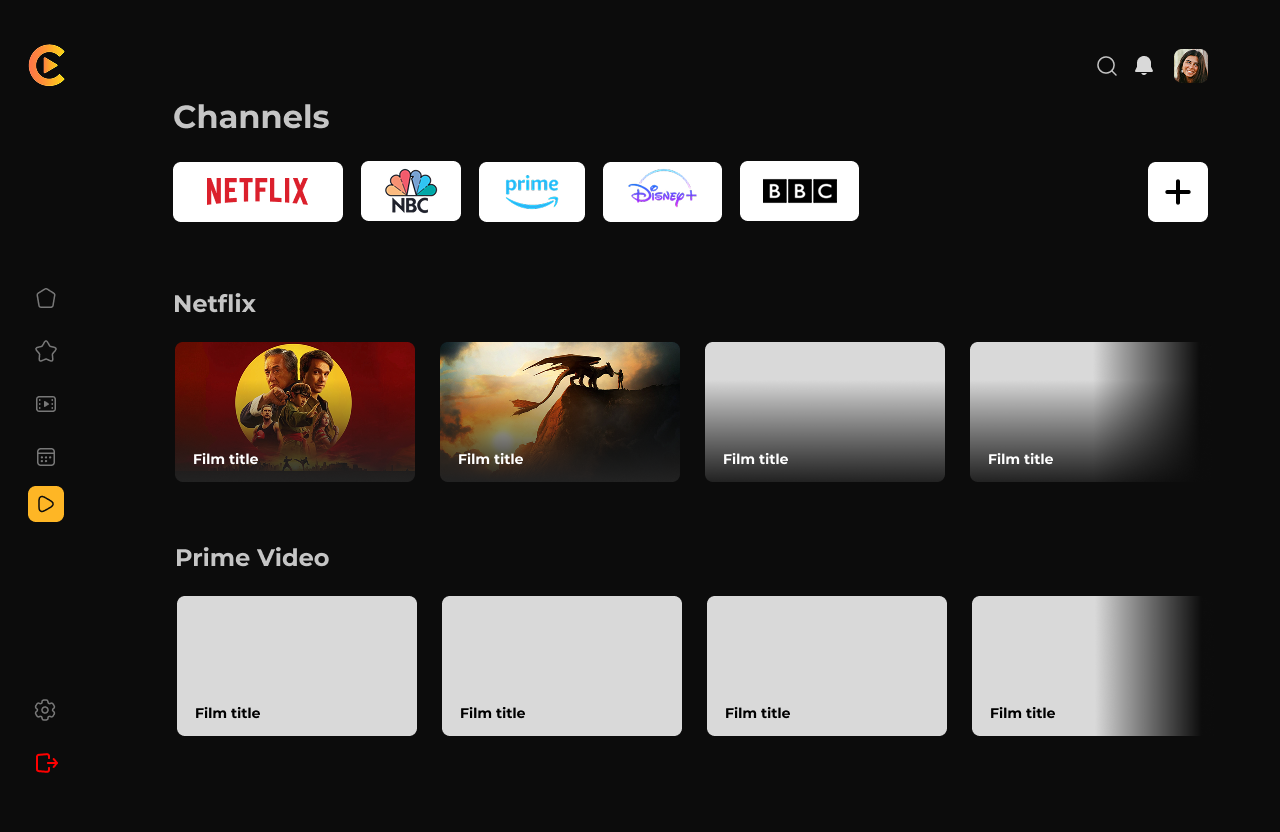 Channels
NETFLIX
NBC
prime
Disney+
BBC
Netflix
Film title
Film title
Film title
Film title
Prime Video
Film title
Film title
Film title
Film title